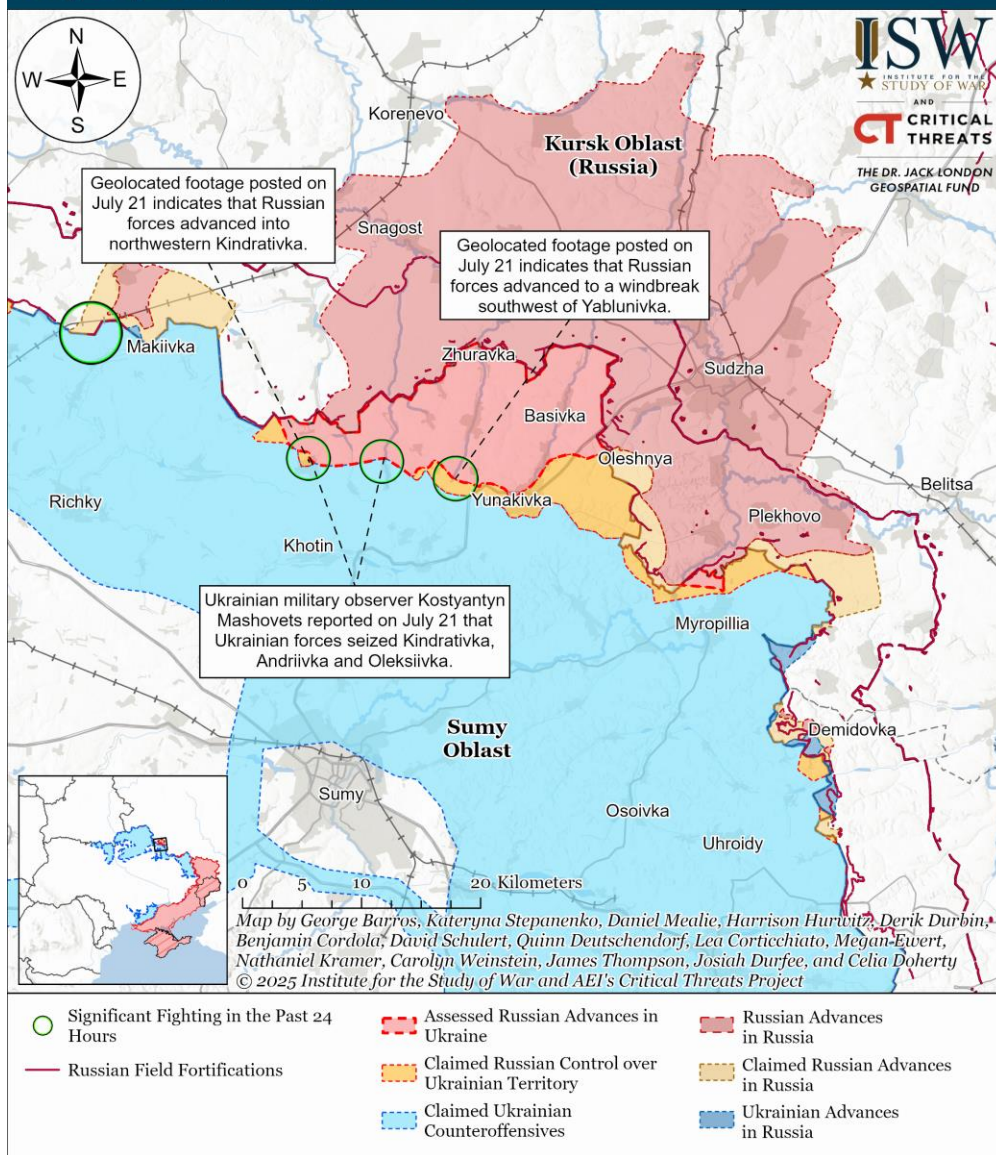 N
W E
S
ISW
INSTITUTE FOR THE
STUDY OF WAR
AND
CT CRITICAL
THREATS
THE DR. JACK LONDON
GEOSPATIAL FUND
Korenevo
Kursk Oblast
(Russia)
Geolocated footage posted on
July 21 indicates that Russian
forces advanced into
northwestern Kindrativka.
Snagost
Geolocated footage posted on
July 21 indicates that Russian
forces advanced to a windbreak
southwest of Yablunivka.
Makiivka
Zhuravka
Sudzha
Basivka
Oleshnya
Belitsa
Richky
Yunakivka
Plekhovo
Khotin
Ukrainian military observer Kostyantyn
Mashovets reported on July 21 that
Ukrainian forces seized Kindrativka,
Andriivka and Oleksiivka.
Myropillia
Sumy
Oblast
Demidovka
Sumy
Osoivka
Uhroidy
0 5 10 20 Kilometers
Map by George Barros, Kateryna Stepanenko, Daniel Mealie, Harrison Hurwitz, Derik Durbin,
Benjamin Cordola, David Schulert, Quinn Deutschendorf, Lea Corticchiato, Megan Ewert,
Nathaniel Kramer, Carolyn Weinstein, James Thompson, Josiah Durfee, and Celia Doherty
© 2025 Institute for the Study of War and AEI's Critical Threats Project
Significant Fighting in the Past 24
Hours
Russian Field Fortifications
Assessed Russian Advances in
Ukraine
Claimed Russian Control over
Ukrainian Territory
Claimed Ukrainian
Counteroffensives
Russian Advances
in Russia
Claimed Russian Advances
in Russia
Ukrainian Advances
in Russia